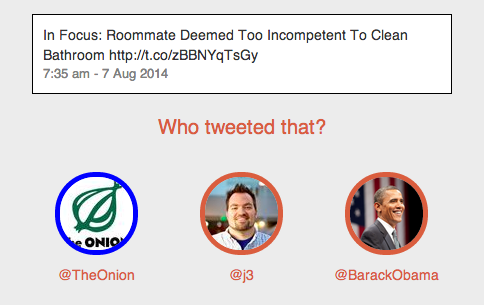 In Focus: Roommate Deemed Too Incompetent To Clean
Bathroom http://t.co/zBBNYqTsGy
7:35 am - 7 Aug 2014
Who tweeted that?
the ONION
@TheOnion
@j3
@BarackObama